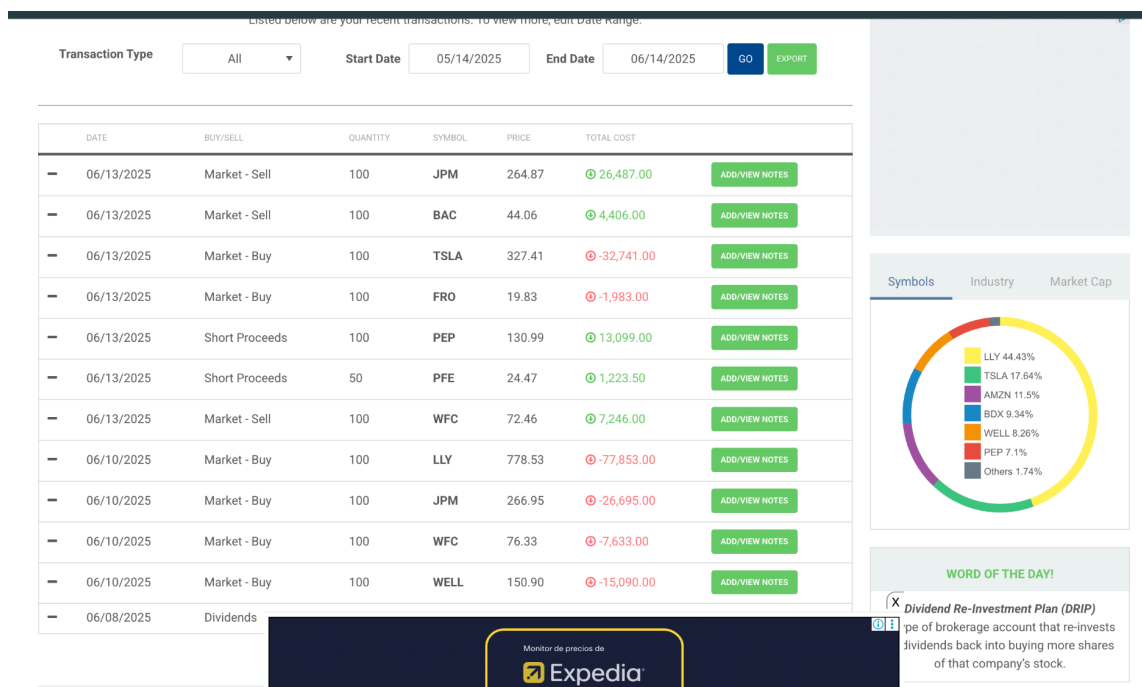 Listed below are your recent transactions. To view more, edit Date Range.
Transaction Type All Start Date 05/14/2025 End Date 06/14/2025 GO EXPORT
DATE BUY/SELL QUANTITY SYMBOL PRICE TOTAL COST
06/13/2025 Market - Sell 100 JPM 264.87 26,487.00 ADD/VIEW NOTES
06/13/2025 Market - Sell 100 BAC 44.06 4,406.00 ADD/VIEW NOTES
06/13/2025 Market - Buy 100 TSLA 327.41 -32,741.00 ADD/VIEW NOTES
06/13/2025 Market - Buy 100 FRO 19.83 -1,983.00 ADD/VIEW NOTES
06/13/2025 Short Proceeds 100 PEP 130.99 13,099.00 ADD/VIEW NOTES
06/13/2025 Short Proceeds 50 PFE 24.47 1,223.50 ADD/VIEW NOTES
06/13/2025 Market - Sell 100 WFC 72.46 7,246.00 ADD/VIEW NOTES
06/10/2025 Market - Buy 100 LLY 778.53 -77,853.00 ADD/VIEW NOTES
06/10/2025 Market - Buy 100 JPM 266.95 -26,695.00 ADD/VIEW NOTES
06/10/2025 Market - Buy 100 WFC 76.33 -7,633.00 ADD/VIEW NOTES
06/10/2025 Market - Buy 100 WELL 150.90 -15,090.00 ADD/VIEW NOTES
06/08/2025 Dividends
Symbols Industry Market Cap
LLY 44.43%
TSLA 17.64%
AMZN 11.5%
BDX 9.34%
WELL 8.26%
PEP 7.1%
Others 1.74%
WORD OF THE DAY!
Dividend Re-Investment Plan (DRIP)
pe of brokerage account that re-invests
dividends back into buying more shares
of that company's stock.
X
Monitor de precios de
Expedia